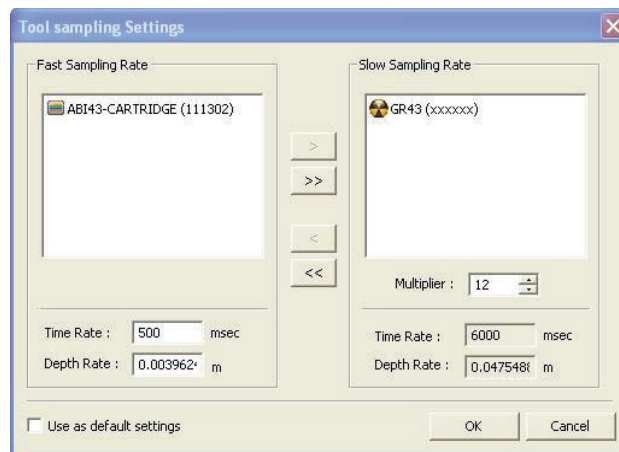 Tool sampling Settings
Fast Sampling Rate
ABI43-CARTRIDGE (111302)
Time Rate : 500 msec
Depth Rate : 0.003962 m
>
>>
<
<<
Slow Sampling Rate
GR43 (xxxxxx)
Multiplier : 12
Time Rate : 6000 msec
Depth Rate : 0.047548 m
Use as default settings
OK
Cancel